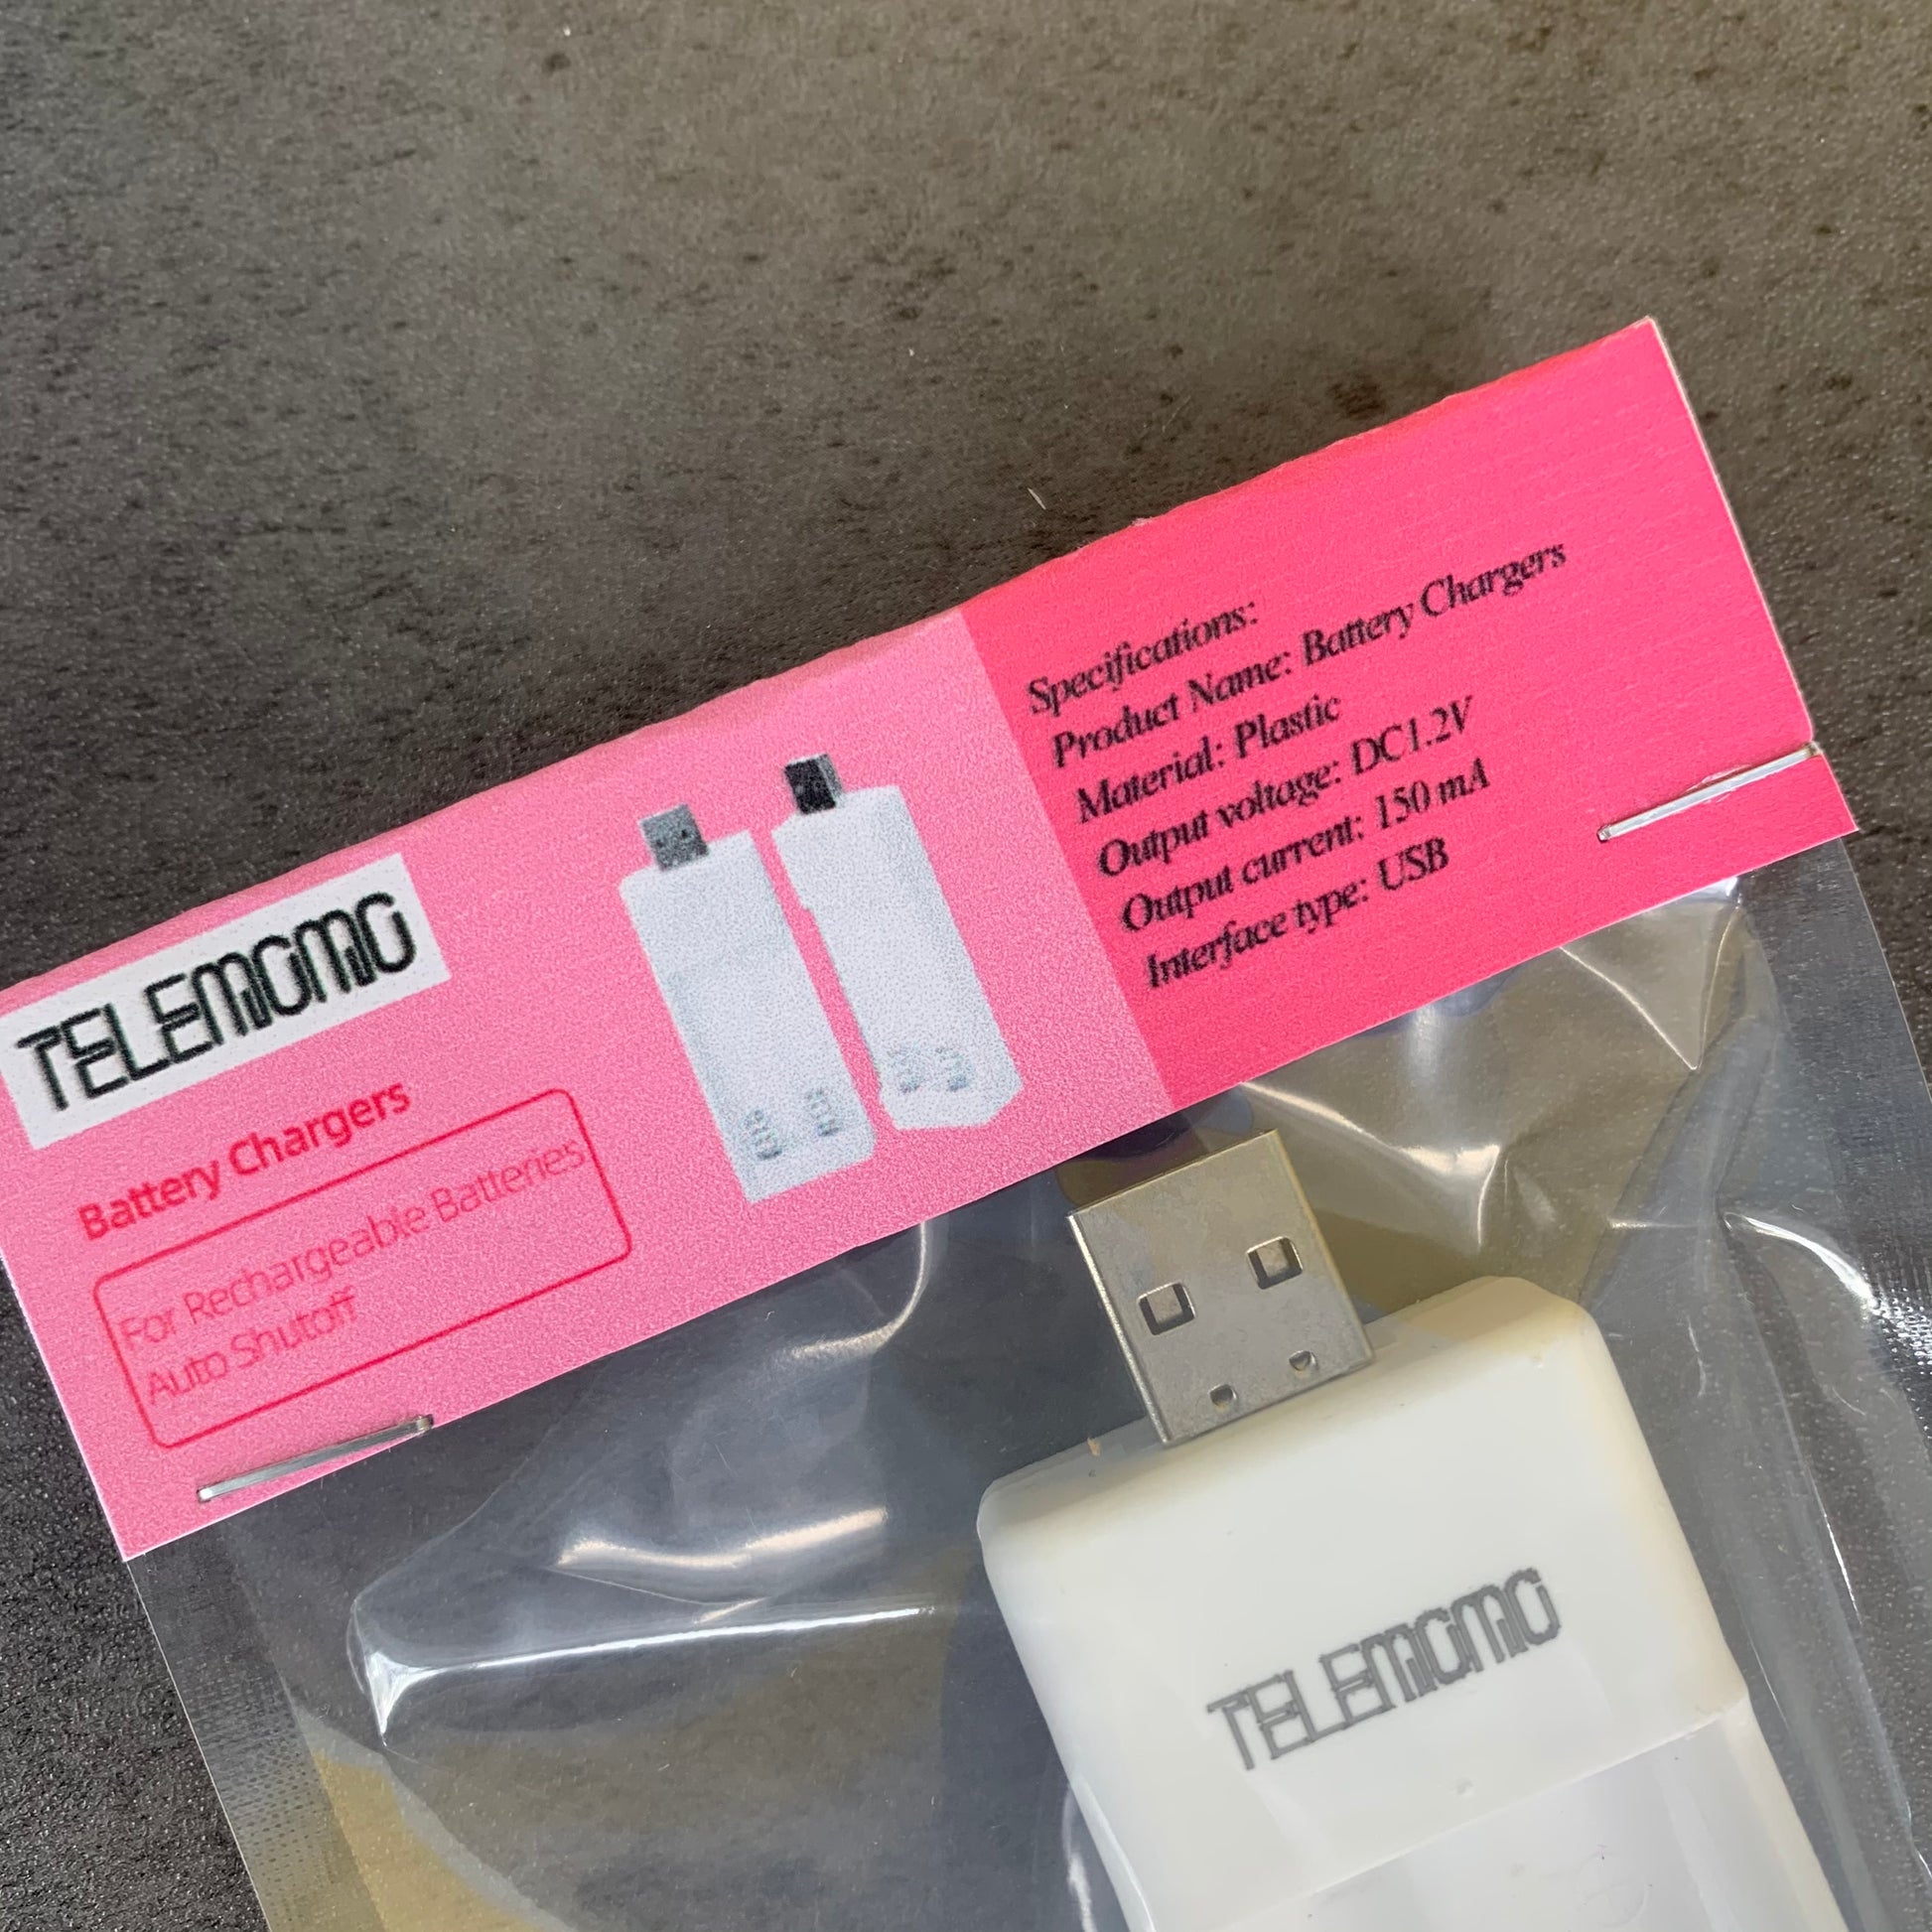 TELEMOMO
Battery Chargers
For Rechargeable Batteries
Auto Shutoff
Specifications:
Product Name: Battery Chargers
Material: Plastic
Output voltage: DC1.2V
Output current: 150 mA
Interface type: USB
TELEMOMO